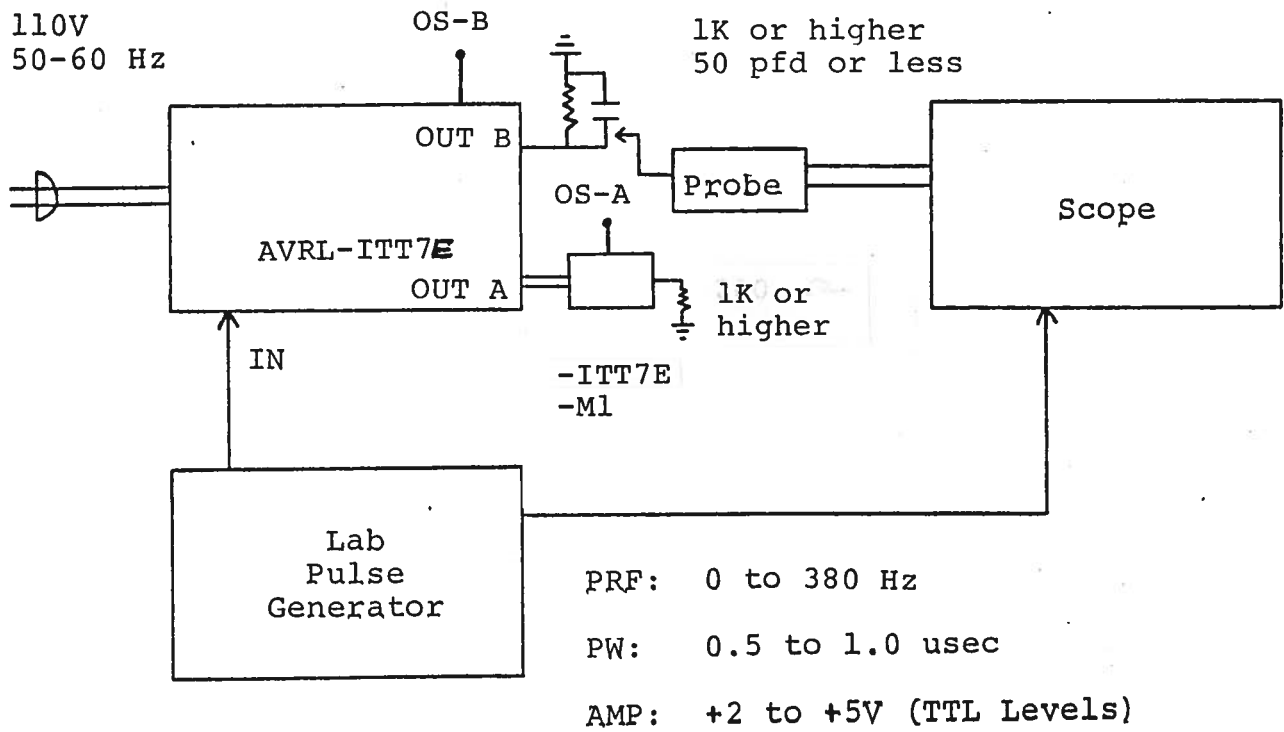 110V
50-60 Hz
OS-B
1K or higher
50 pfd or less
OUT B
Probe
Scope
OS-A
AVRL-ITT7E
OUT A
1K or
higher
IN
-ITT7E
-M1
Lab
Pulse
Generator
PRF: 0 to 380 Hz
PW: 0.5 to 1.0 usec
AMP: +2 to +5V (TTL Levels)